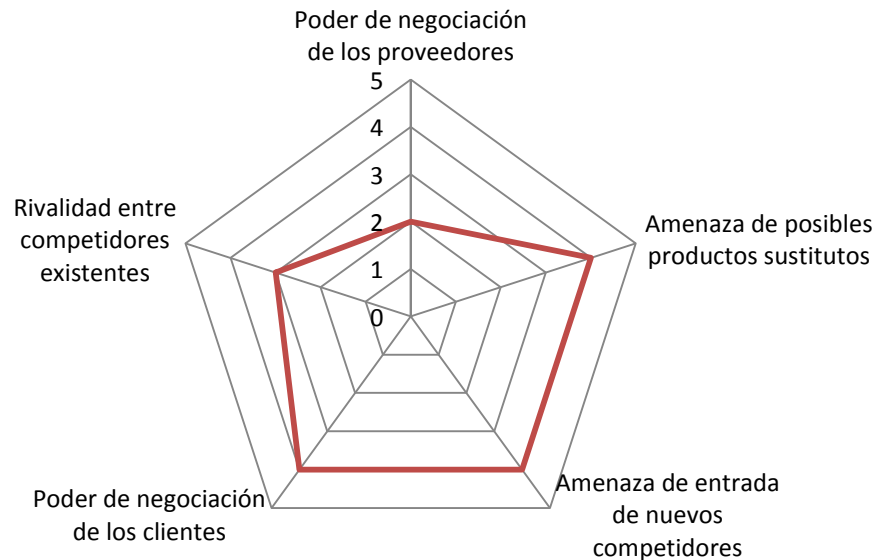 Poder de negociación
de los proveedores
5
4
3
2
1
0
Amenaza de posibles
productos sustitutos
Amenaza de entrada
de nuevos
competidores
Poder de negociación
de los clientes
Rivalidad entre
competidores
existentes